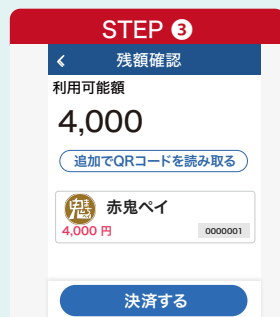 STEP ❸
残額確認
利用可能額
4,000
追加でQRコードを読み取る
赤鬼ペイ
4,000 円
0000001
決済する